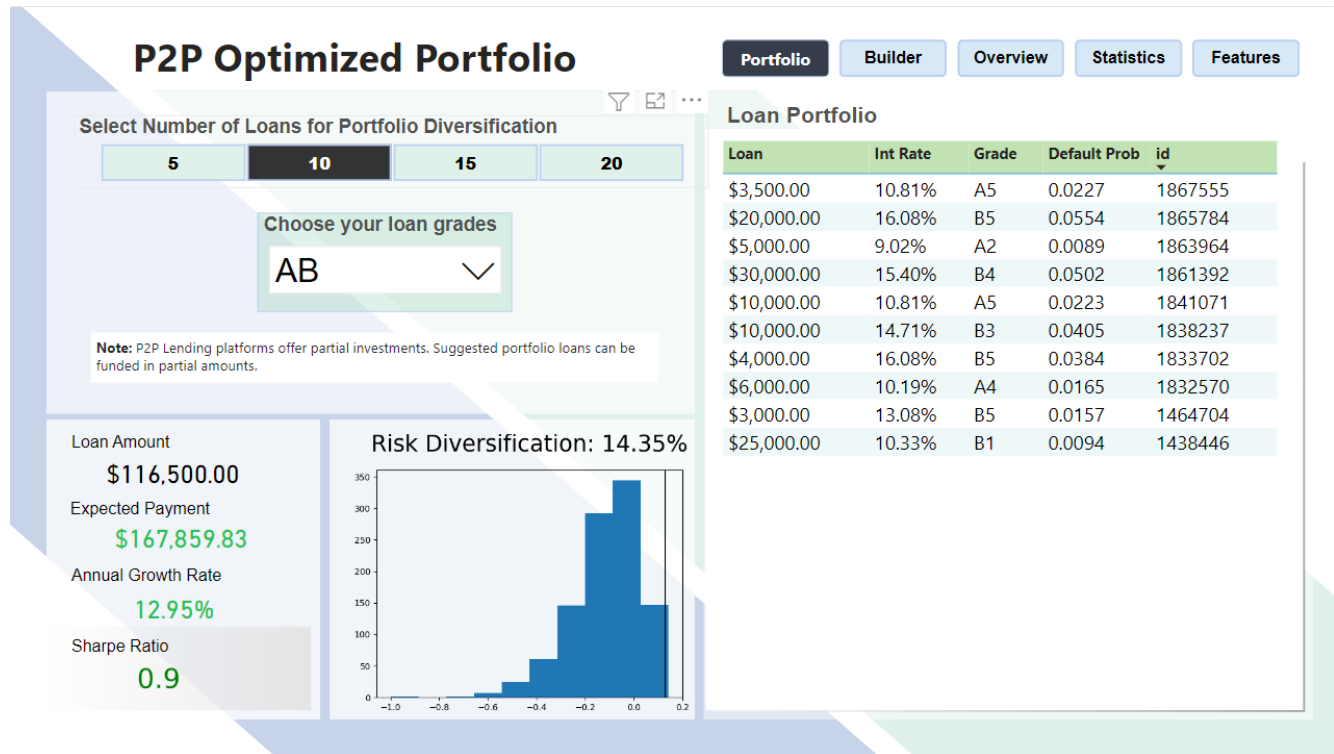 P2P Optimized Portfolio
Portfolio Builder Overview Statistics Features
Select Number of Loans for Portfolio Diversification
5 10 15 20
Choose your loan grades
AB
Note: P2P Lending platforms offer partial investments. Suggested portfolio loans can be
funded in partial amounts.
Loan Amount
$116,500.00
Expected Payment
$167,859.83
Annual Growth Rate
12.95%
Sharpe Ratio
0.9
Risk Diversification: 14.35%
350
300
250
200
150
100
50
0
−1.0 −0.8 −0.6 −0.4 −0.2 0.0 0.2
Loan Portfolio
Loan Int Rate Grade Default Prob id
$3,500.00 10.81% A5 0.0227 1867555
$20,000.00 16.08% B5 0.0554 1865784
$5,000.00 9.02% A2 0.0089 1863964
$30,000.00 15.40% B4 0.0502 1861392
$10,000.00 10.81% A5 0.0223 1841071
$10,000.00 14.71% B3 0.0405 1838237
$4,000.00 16.08% B5 0.0384 1833702
$6,000.00 10.19% A4 0.0165 1832570
$3,000.00 13.08% B5 0.0157 1464704
$25,000.00 10.33% B1 0.0094 1438446